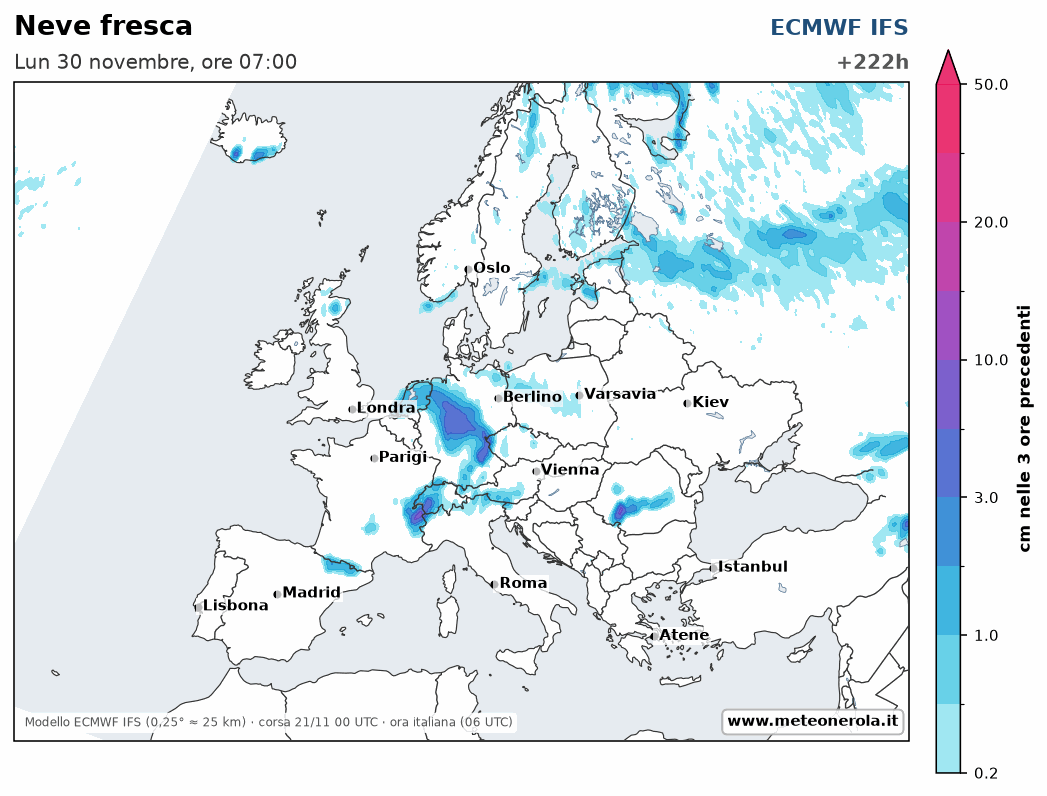 Neve fresca
ECMWF IFS
Lun 30 novembre, ore 07:00
+222h
50.0
20.0
10.0
3.0
1.0
0.2
cm nelle 3 ore precedenti
Oslo
Londra
Berlino
Varsavia
Kiev
Parigi
Vienna
Istanbul
Roma
Madrid
Lisbona
Atene
Modello ECMWF IFS (0,25° ≈ 25 km) · corsa 21/11 00 UTC · ora italiana (06 UTC)
www.meteonerola.it